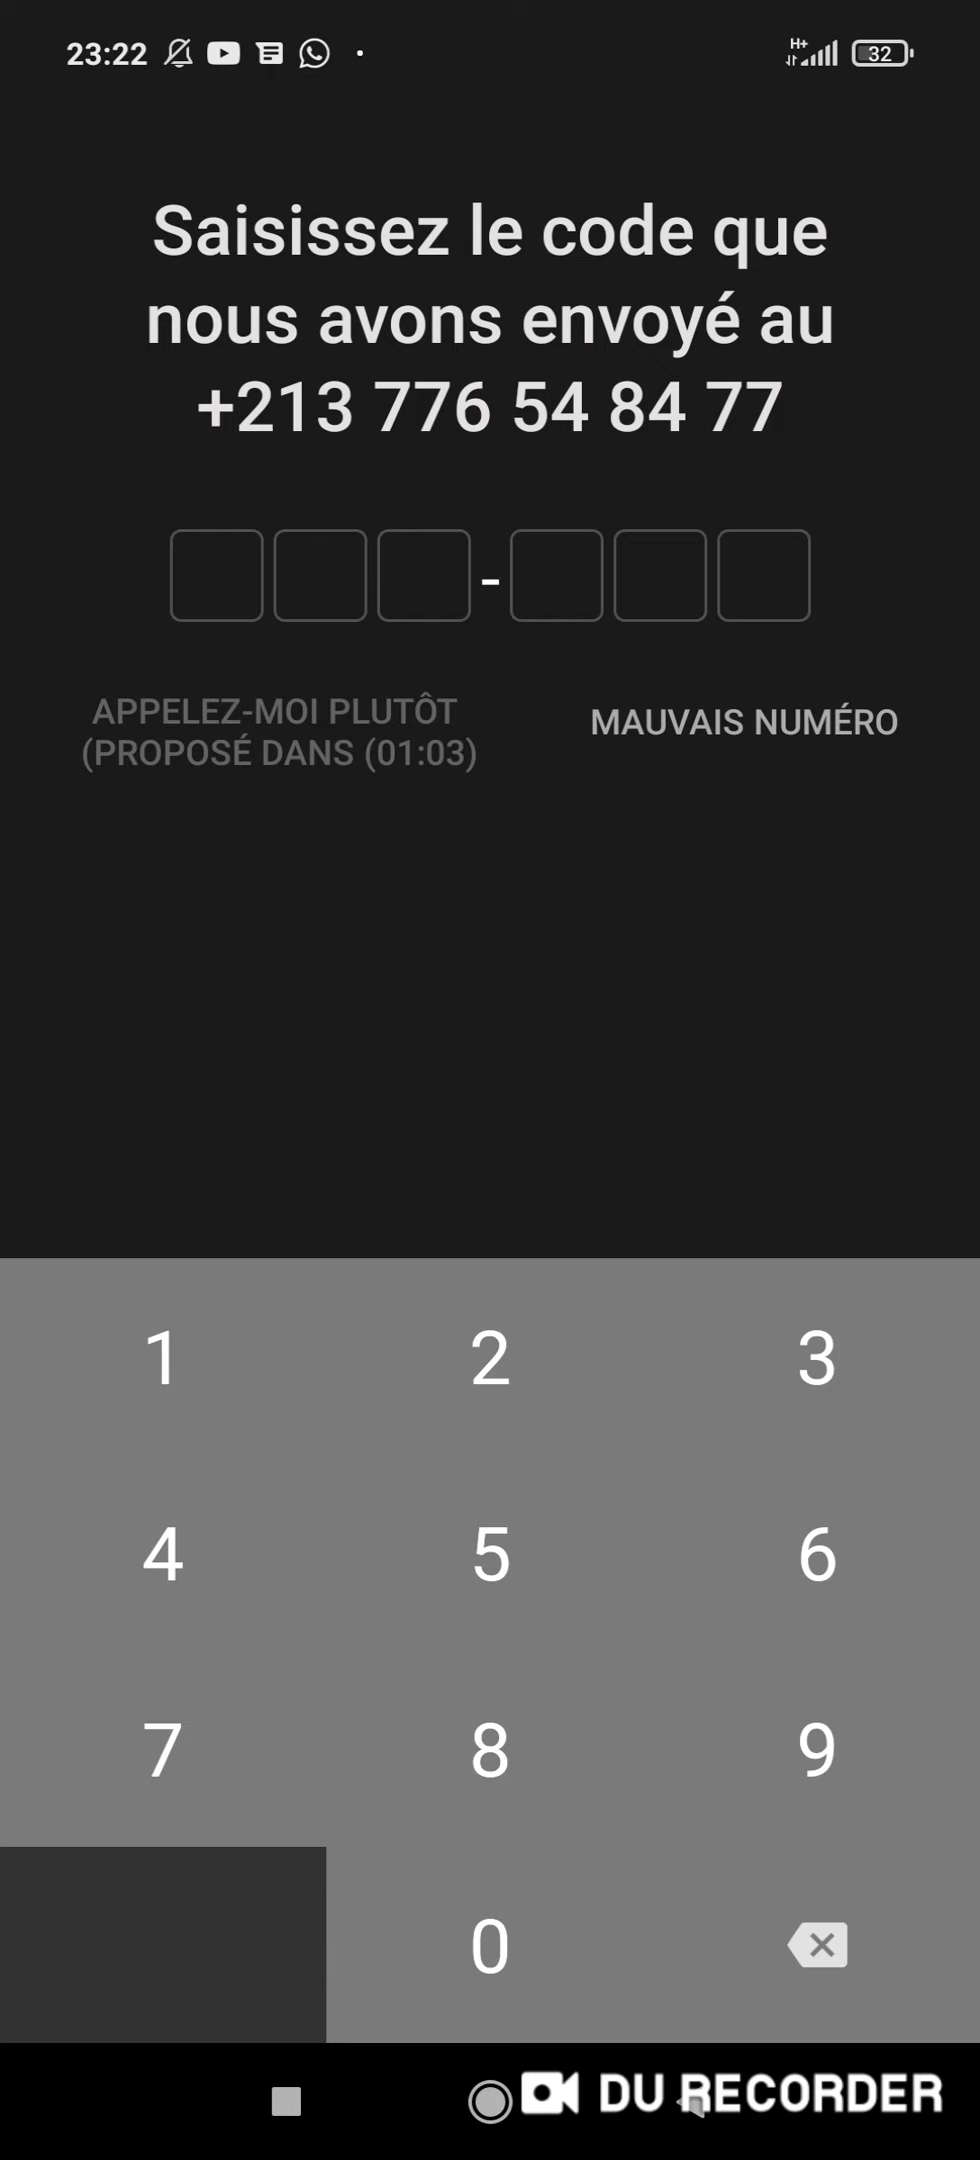 23:22 H+ 32
Saisissez le code que
nous avons envoyé au
+213 776 54 84 77
-
APPELEZ-MOI PLUTÔT
(PROPOSÉ DANS (01:03)
MAUVAIS NUMÉRO
1 2 3
4 5 6
7 8 9
0
DU RECORDER